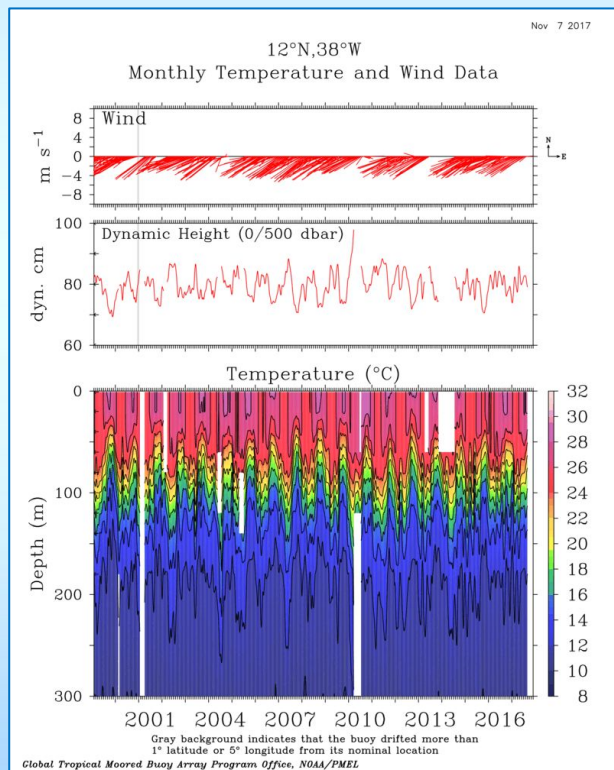 Nov 7 2017
12°N,38°W
Monthly Temperature and Wind Data
Wind
8
4
0
-4
-8
m s⁻¹
N
E
Dynamic Height (0/500 dbar)
100
80
60
dyn. cm
Temperature (°C)
0
100
200
300
Depth (m)
32
30
28
26
24
22
20
18
16
14
12
10
8
2001 2004 2007 2010 2013 2016
Gray background indicates that the buoy drifted more than
1° latitude or 5° longitude from its nominal location
Global Tropical Moored Buoy Array Program Office, NOAA/PMEL